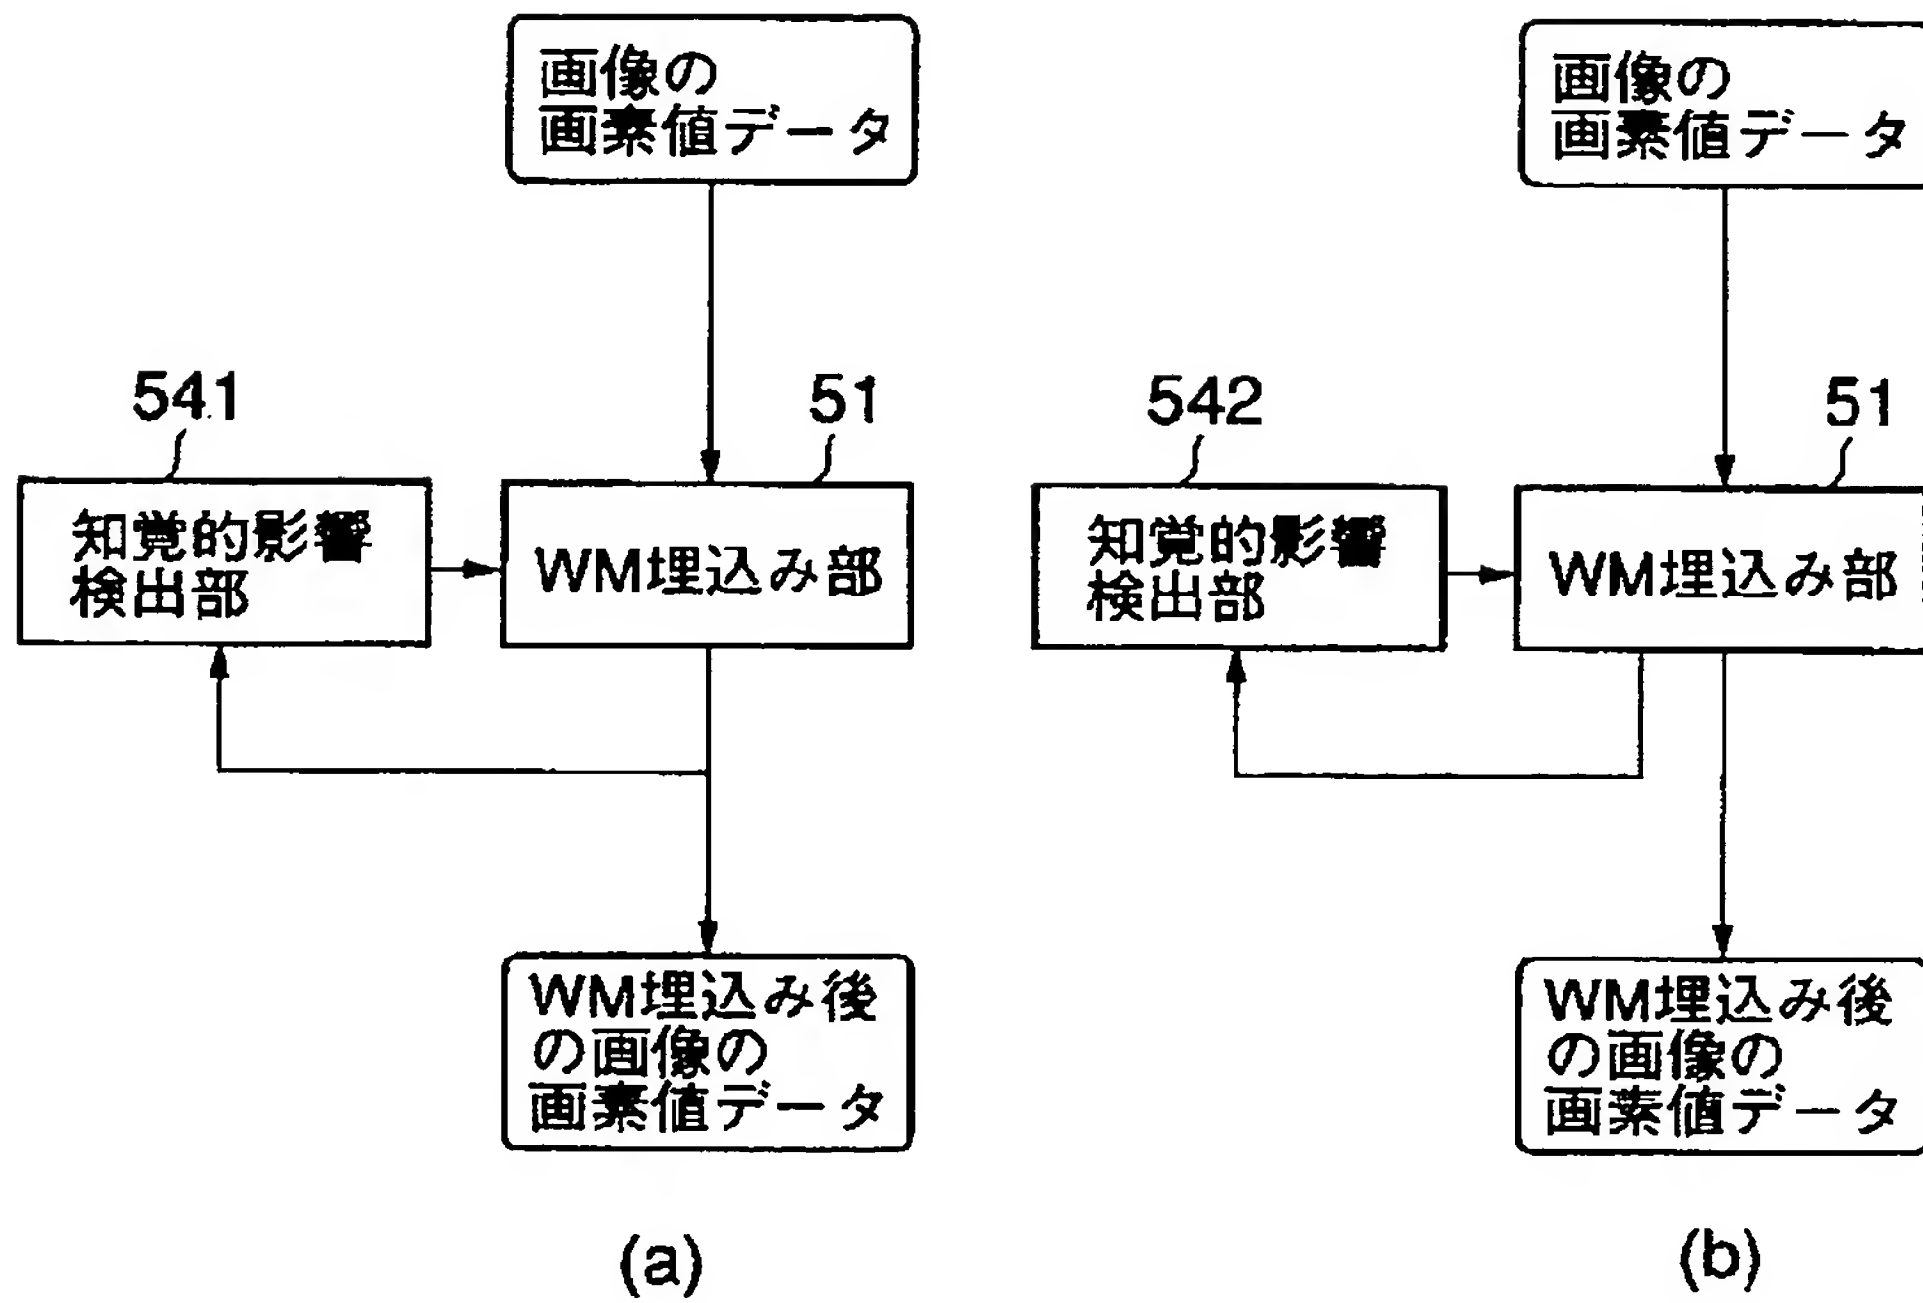 画像の
画素値データ
541
51
知覚的影響
検出部
WM埋込み部
WM埋込み後
の画像の
画素値データ
(a)
画像の
画素値データ
542
51
知覚的影響
検出部
WM埋込み部
WM埋込み後
の画像の
画素値データ
(b)